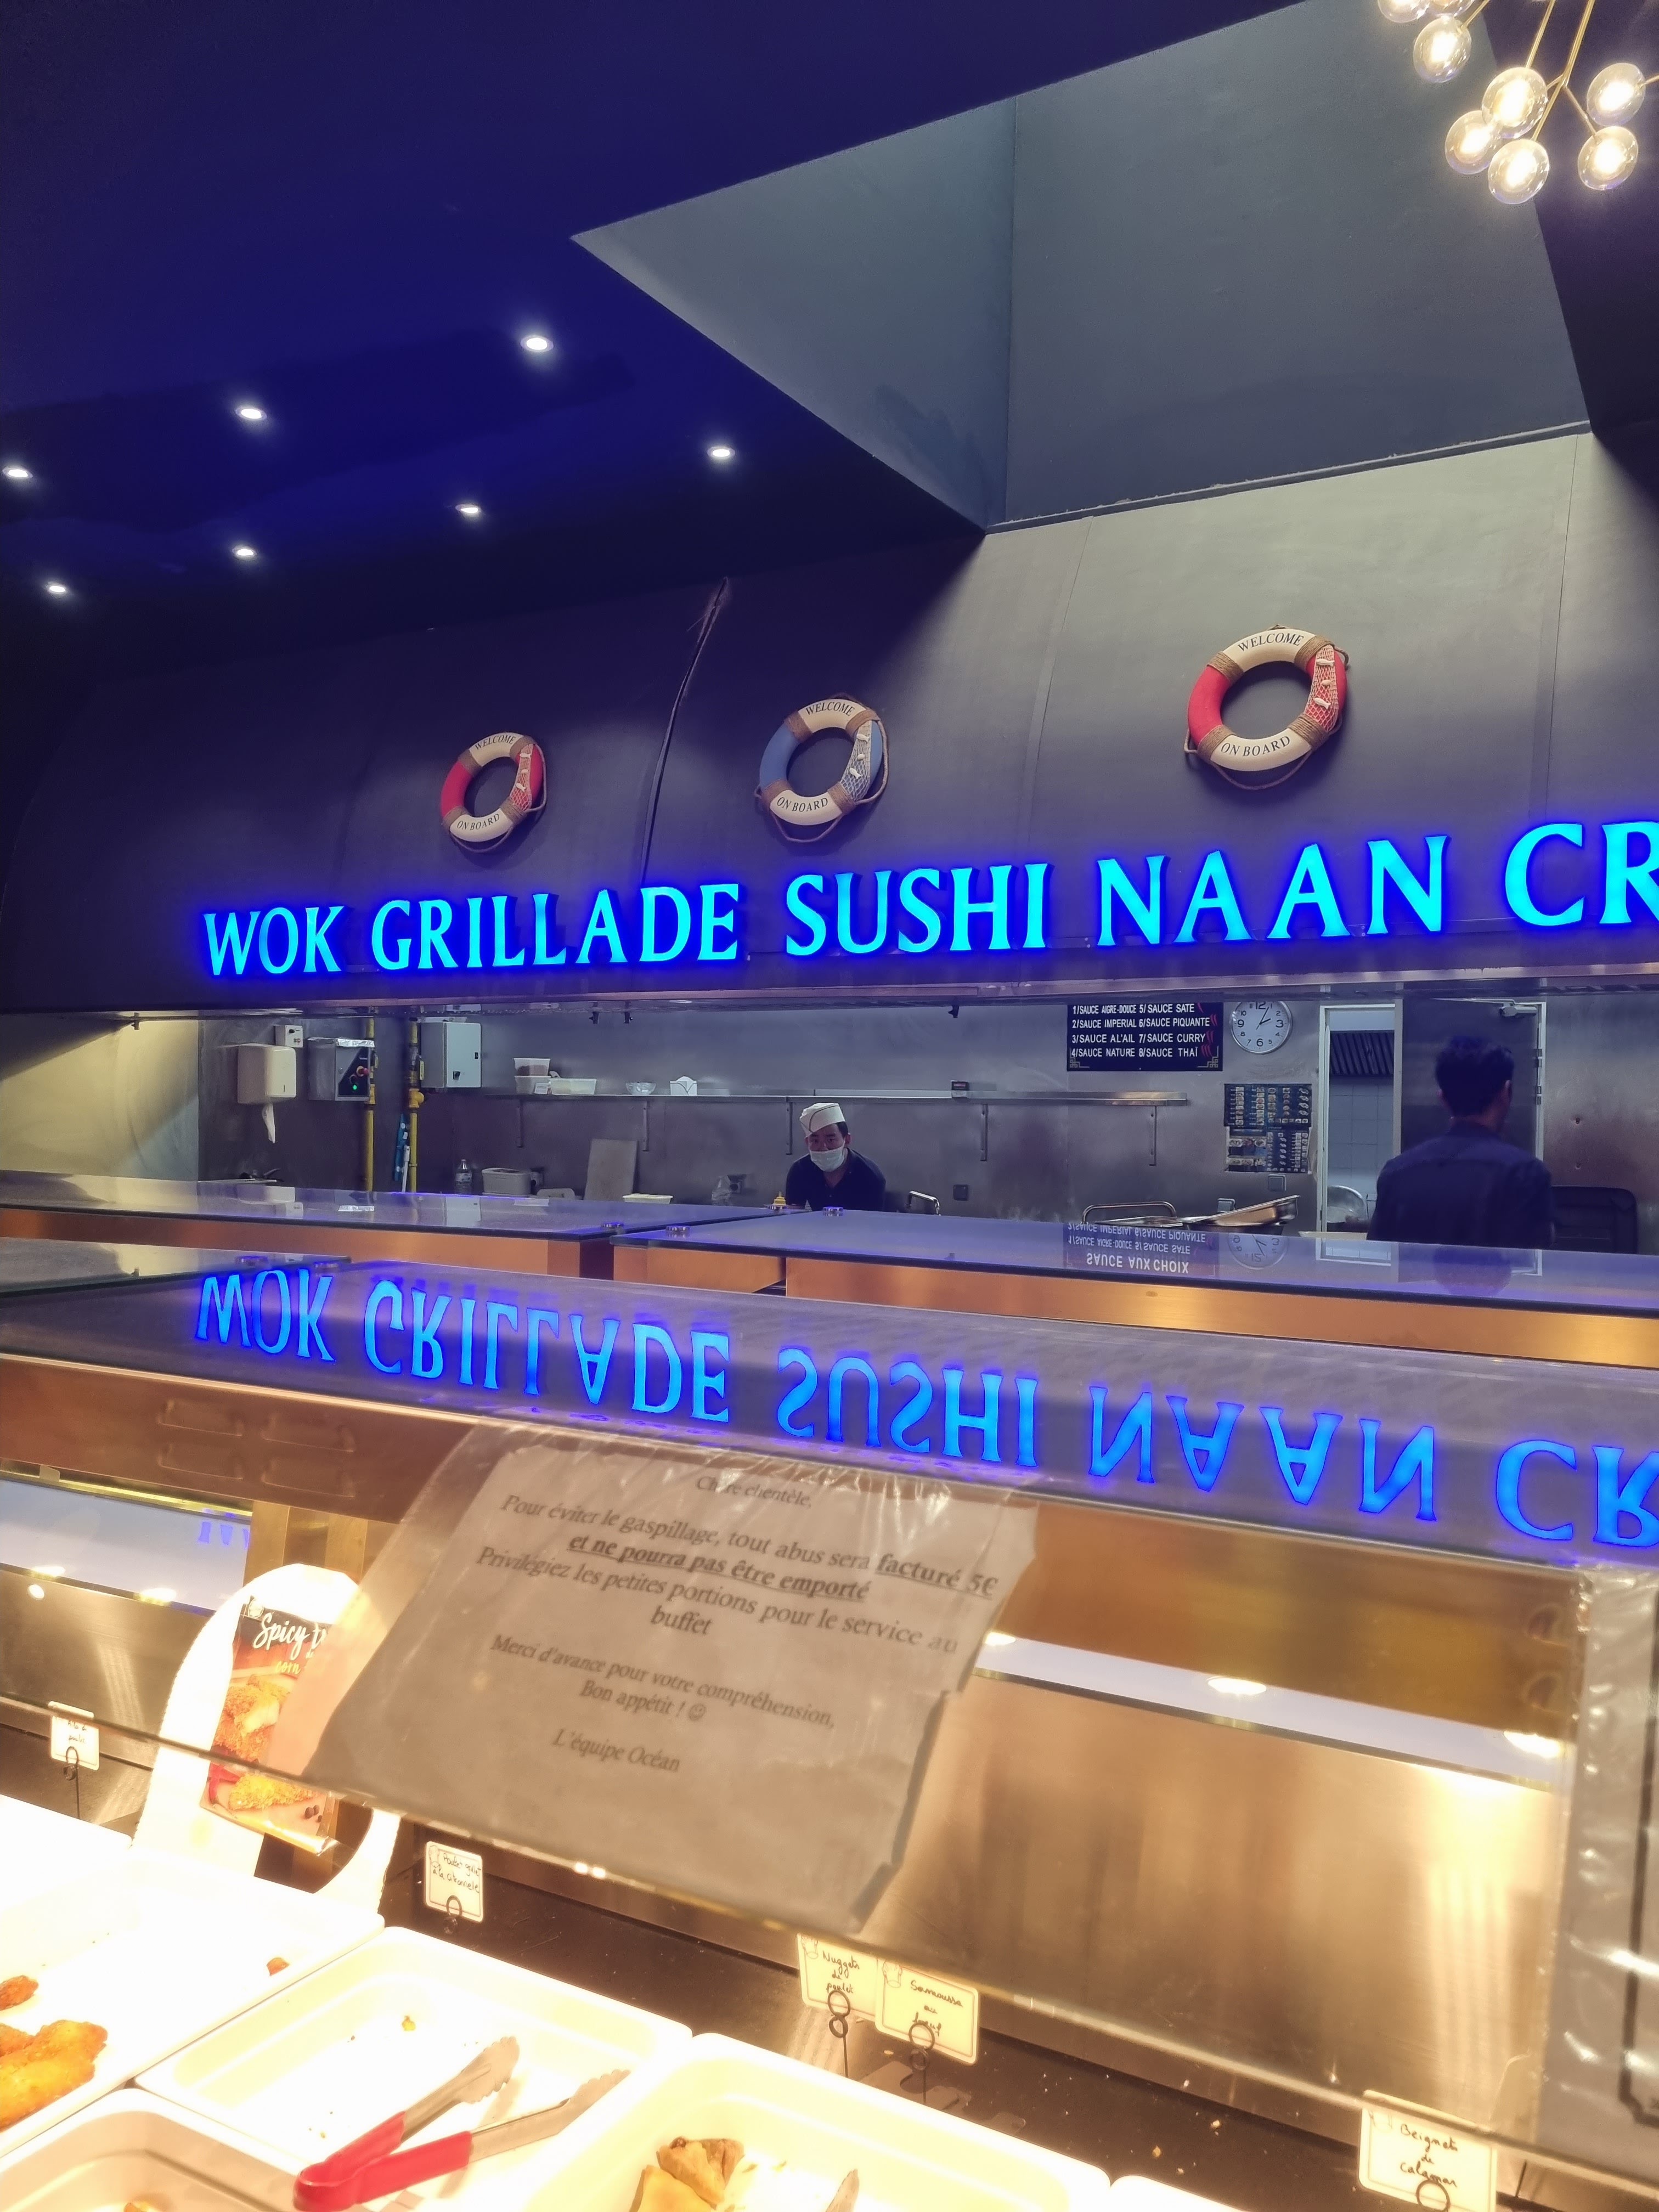 WELCOME
ON BOARD
WELCOME
ON BOARD
WELCOME
ON BOARD
WOK GRILLADE SUSHI NAAN CR
1/SAUCE AIGRE-DOUCE 5/SAUCE SATE
2/SAUCE IMPERIAL 6/SAUCE PIQUANTE
3/SAUCE AL'AIL 7/SAUCE CURRY
4/SAUCE NATURE 8/SAUCE THAÏ
SAUCE AUX CHOIX
Chère clientèle,
Pour éviter le gaspillage, tout abus sera facturé 5€
et ne pourra pas être emporté
Privilégiez les petites portions pour le service au
buffet
Merci d'avance pour votre compréhension,
Bon appétit ! ☺
L'équipe Océan
Spicy
Nuggets
de
poulet
Samoussa
au
boeuf
Beignets
de
calamar